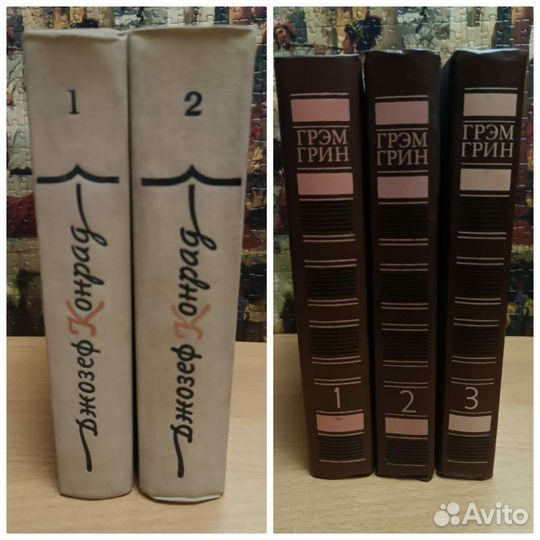 1
Джозеф Конрад
2
Джозеф Конрад
ГРЭМ
ГРИН
1
ГРЭМ
ГРИН
2
ГРЭМ
ГРИН
3
Avito